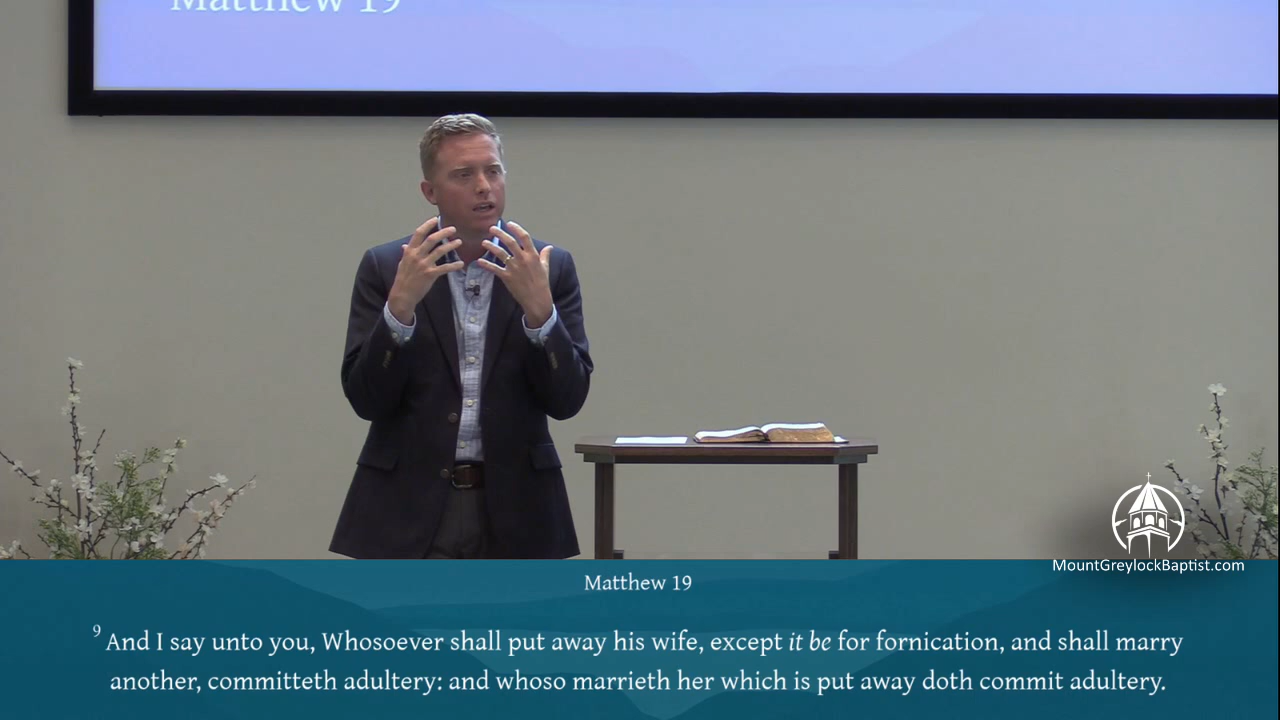 Matthew 19
MountGreylockBaptist.com
Matthew 19
9 And I say unto you, Whosoever shall put away his wife, except it be for fornication, and shall marry
another, committeth adultery: and whoso marrieth her which is put away doth commit adultery.